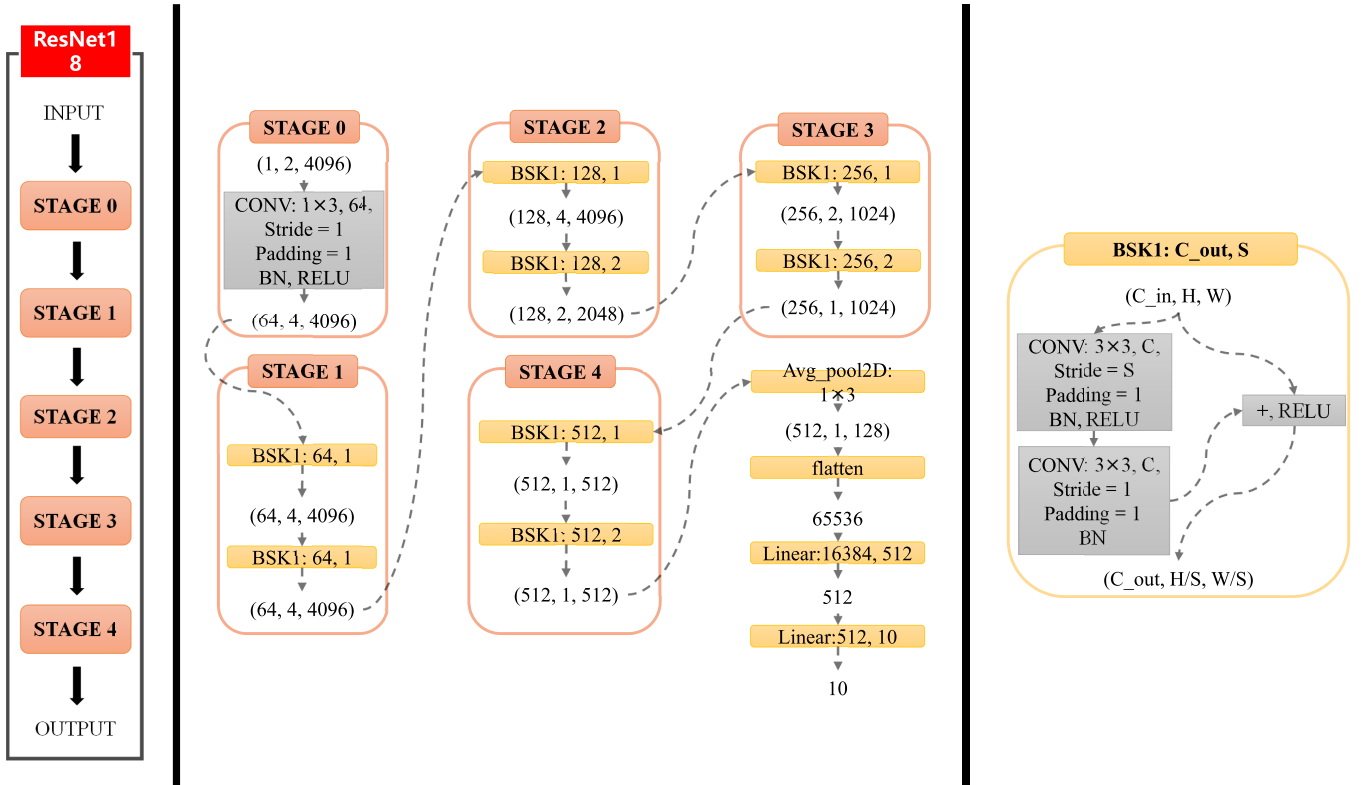 ResNet1
8
INPUT
STAGE 0
STAGE 1
STAGE 2
STAGE 3
STAGE 4
OUTPUT
STAGE 0
(1, 2, 4096)
CONV: 1×3, 64,
Stride = 1
Padding = 1
BN, RELU
(64, 4, 4096)
STAGE 1
BSK1: 64, 1
(64, 4, 4096)
BSK1: 64, 1
(64, 4, 4096)
STAGE 2
BSK1: 128, 1
(128, 4, 4096)
BSK1: 128, 2
(128, 2, 2048)
STAGE 3
BSK1: 256, 1
(256, 2, 1024)
BSK1: 256, 2
(256, 1, 1024)
STAGE 4
BSK1: 512, 1
(512, 1, 512)
BSK1: 512, 2
(512, 1, 512)
Avg_pool2D:
1×3
(512, 1, 128)
flatten
65536
Linear:16384, 512
512
Linear:512, 10
10
BSK1: C_out, S
(C_in, H, W)
CONV: 3×3, C,
Stride = S
Padding = 1
BN, RELU
CONV: 3×3, C,
Stride = 1
Padding = 1
BN
+, RELU
(C_out, H/S, W/S)